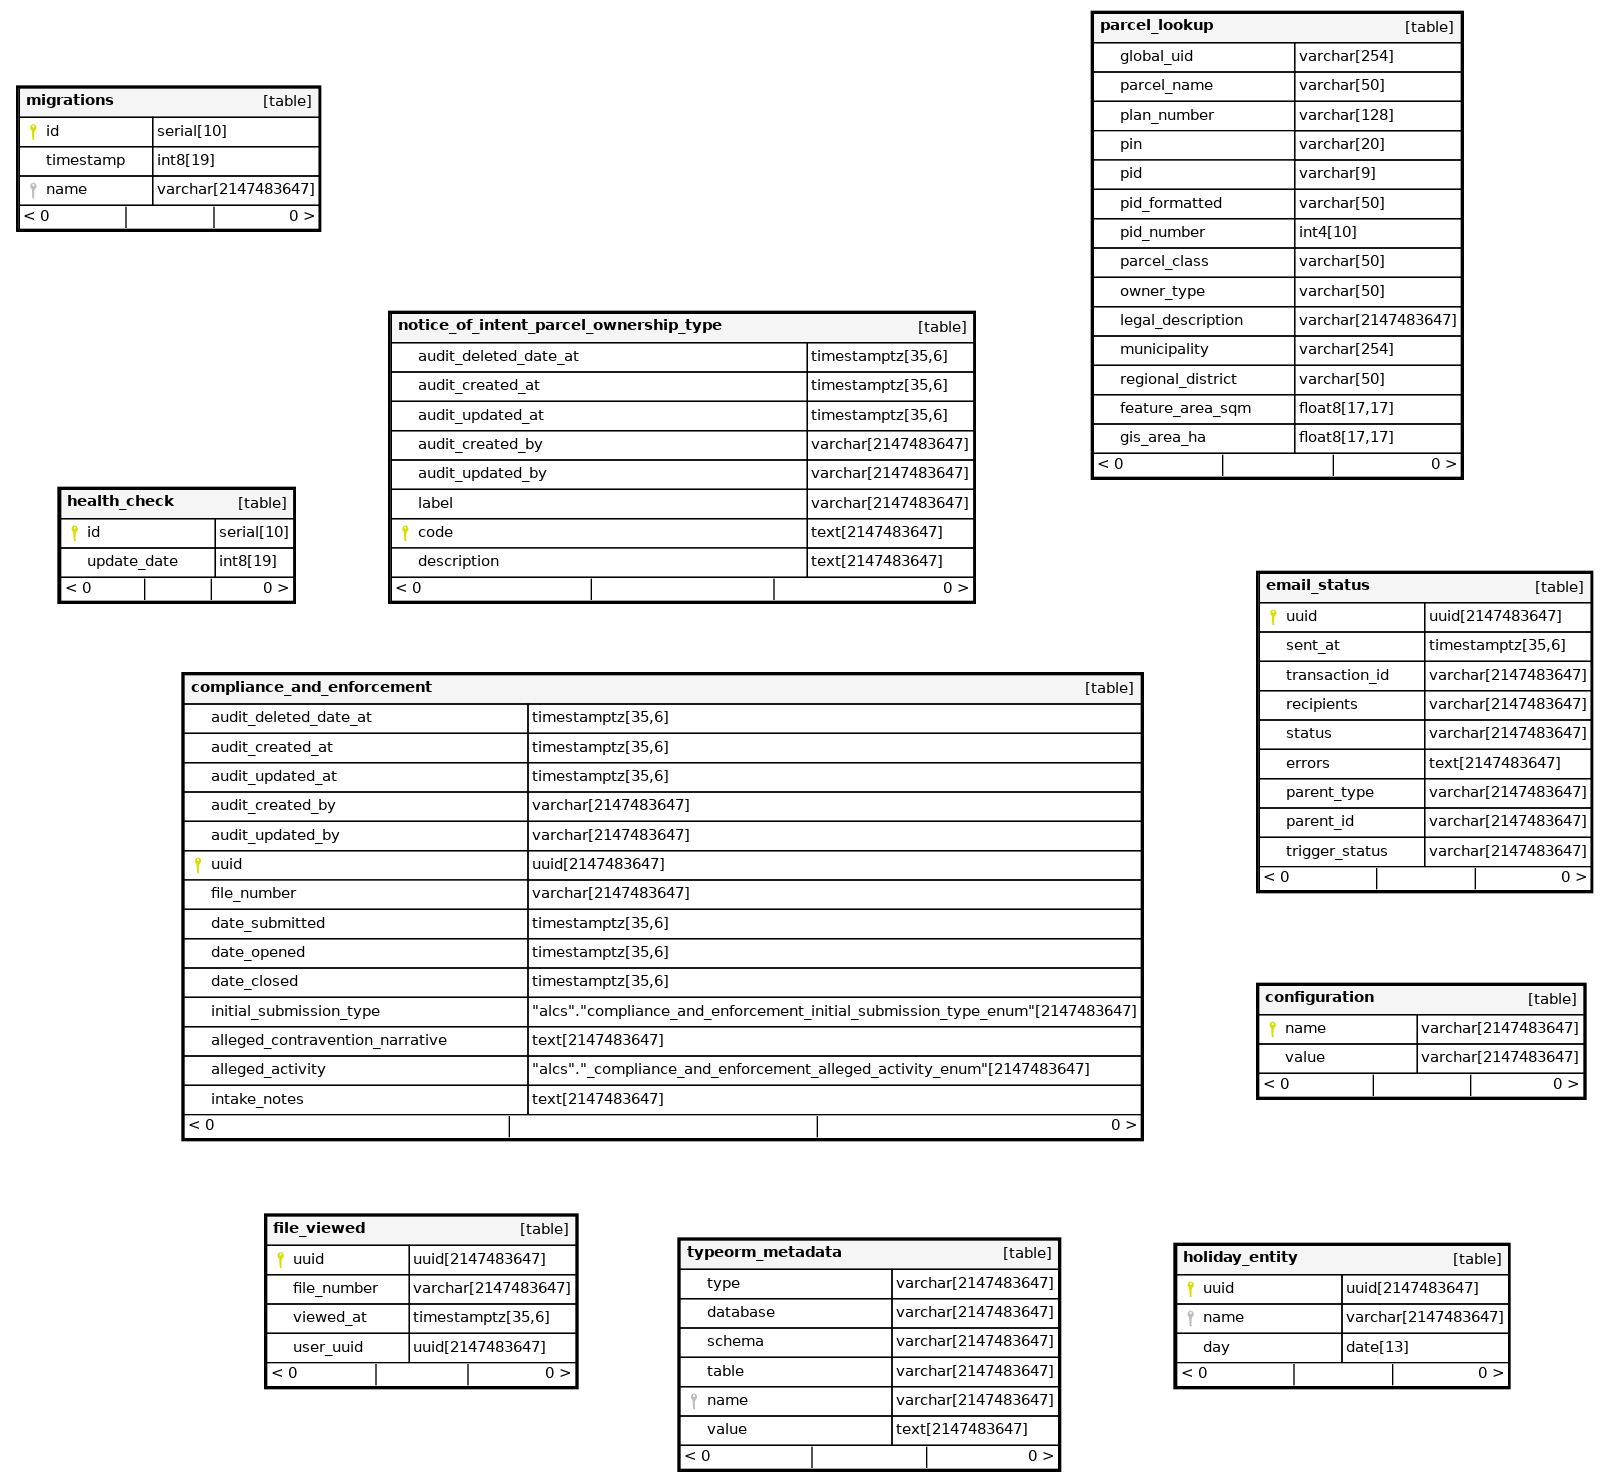 parcel_lookup [table]
global_uid varchar[254]
parcel_name varchar[50]
plan_number varchar[128]
pin varchar[20]
pid varchar[9]
pid_formatted varchar[50]
pid_number int4[10]
parcel_class varchar[50]
owner_type varchar[50]
legal_description varchar[2147483647]
municipality varchar[254]
regional_district varchar[50]
feature_area_sqm float8[17,17]
gis_area_ha float8[17,17]
< 0 0 >
migrations [table]
id serial[10]
timestamp int8[19]
name varchar[2147483647]
< 0 0 >
notice_of_intent_parcel_ownership_type [table]
audit_deleted_date_at timestamptz[35,6]
audit_created_at timestamptz[35,6]
audit_updated_at timestamptz[35,6]
audit_created_by varchar[2147483647]
audit_updated_by varchar[2147483647]
label varchar[2147483647]
code text[2147483647]
description text[2147483647]
< 0 0 >
health_check [table]
id serial[10]
update_date int8[19]
< 0 0 >
email_status [table]
uuid uuid[2147483647]
sent_at timestamptz[35,6]
transaction_id varchar[2147483647]
recipients varchar[2147483647]
status varchar[2147483647]
errors text[2147483647]
parent_type varchar[2147483647]
parent_id varchar[2147483647]
trigger_status varchar[2147483647]
< 0 0 >
compliance_and_enforcement [table]
audit_deleted_date_at timestamptz[35,6]
audit_created_at timestamptz[35,6]
audit_updated_at timestamptz[35,6]
audit_created_by varchar[2147483647]
audit_updated_by varchar[2147483647]
uuid uuid[2147483647]
file_number varchar[2147483647]
date_submitted timestamptz[35,6]
date_opened timestamptz[35,6]
date_closed timestamptz[35,6]
initial_submission_type "alcs"."compliance_and_enforcement_initial_submission_type_enum"[2147483647]
alleged_contravention_narrative text[2147483647]
alleged_activity "alcs"."_compliance_and_enforcement_alleged_activity_enum"[2147483647]
intake_notes text[2147483647]
< 0 0 >
configuration [table]
name varchar[2147483647]
value varchar[2147483647]
< 0 0 >
file_viewed [table]
uuid uuid[2147483647]
file_number varchar[2147483647]
viewed_at timestamptz[35,6]
user_uuid uuid[2147483647]
< 0 0 >
typeorm_metadata [table]
type varchar[2147483647]
database varchar[2147483647]
schema varchar[2147483647]
table varchar[2147483647]
name varchar[2147483647]
value text[2147483647]
< 0 0 >
holiday_entity [table]
uuid uuid[2147483647]
name varchar[2147483647]
day date[13]
< 0 0 >